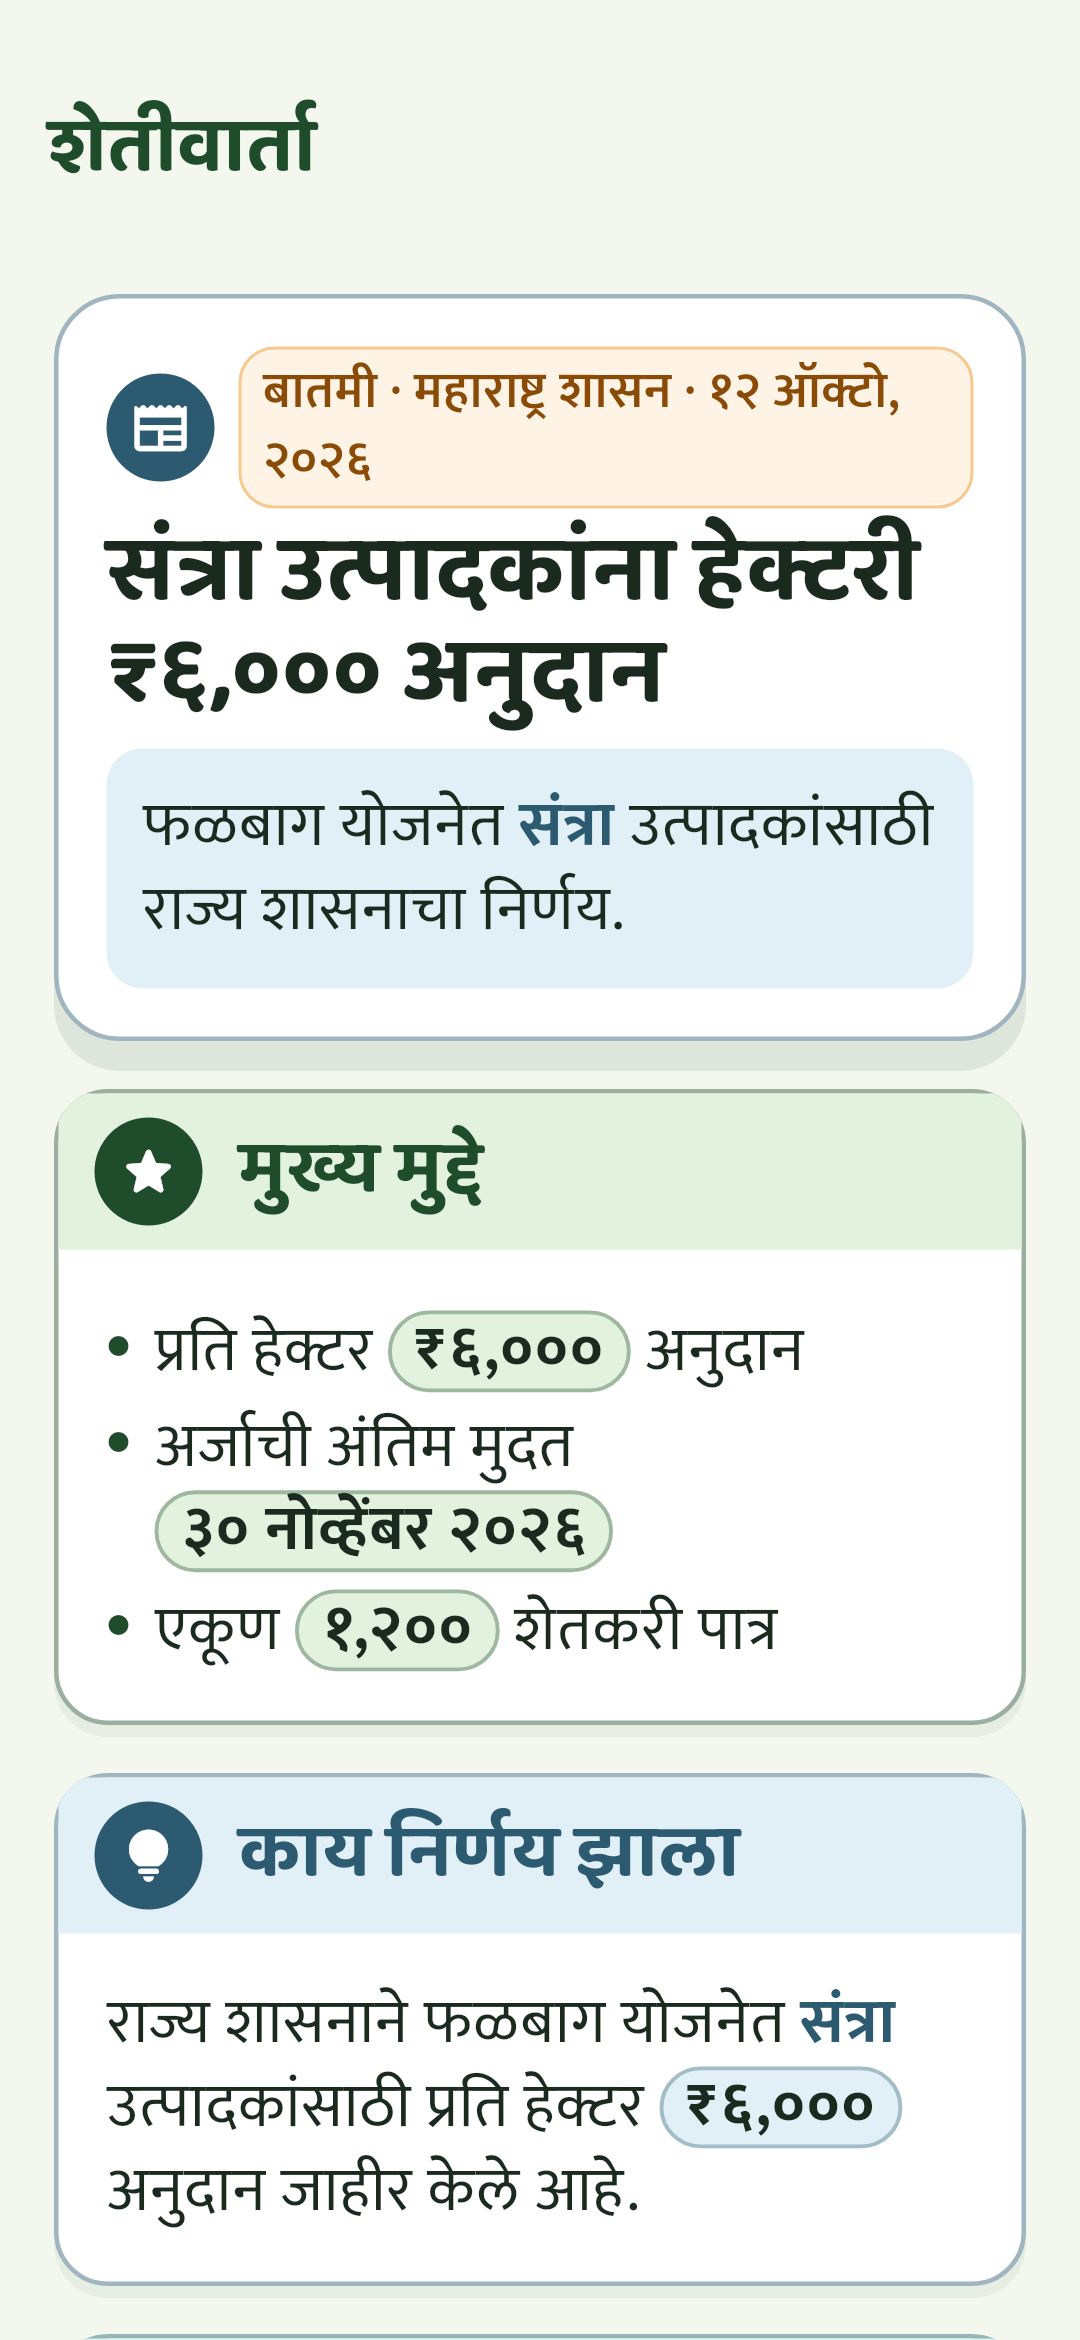 शेतीवार्ता
बातमी · महाराष्ट्र शासन · १२ ऑक्टो,
२०२६
संत्रा उत्पादकांना हेक्टरी
₹६,००० अनुदान
फळबाग योजनेत संत्रा उत्पादकांसाठी
राज्य शासनाचा निर्णय.
मुख्य मुद्दे
• प्रति हेक्टर ₹६,००० अनुदान
• अर्जाची अंतिम मुदत
३० नोव्हेंबर २०२६
• एकूण १,२०० शेतकरी पात्र
काय निर्णय झाला
राज्य शासनाने फळबाग योजनेत संत्रा
उत्पादकांसाठी प्रति हेक्टर ₹६,०००
अनुदान जाहीर केले आहे.